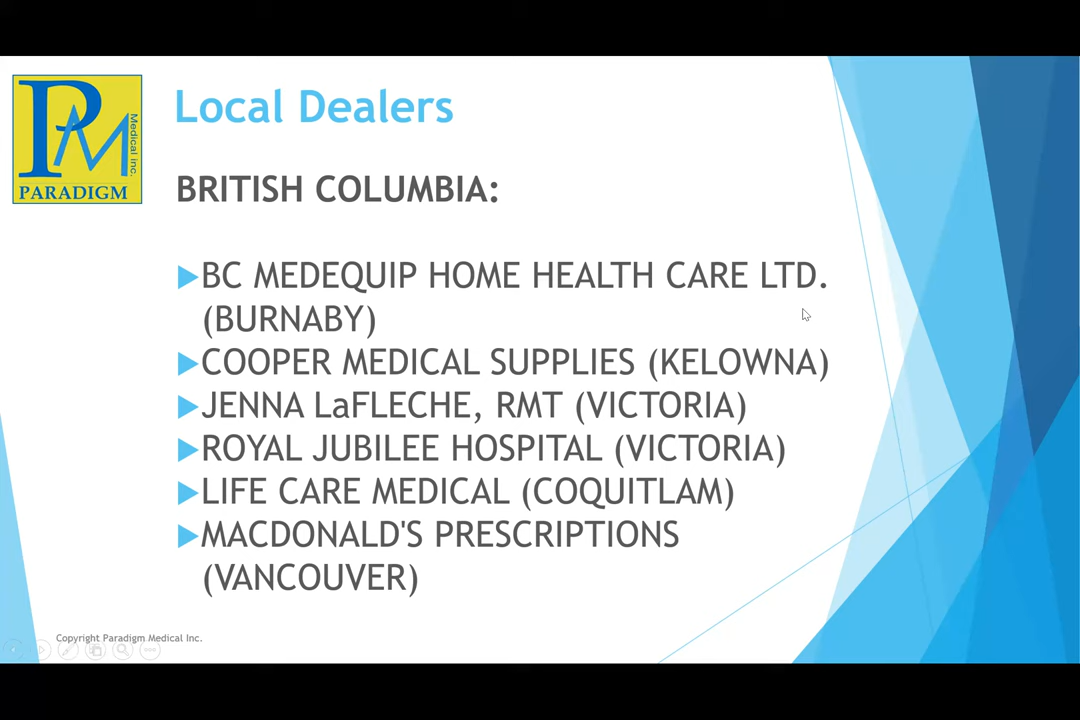 PM
Medical inc.
PARADIGM
Local Dealers
BRITISH COLUMBIA:
BC MEDEQUIP HOME HEALTH CARE LTD.
(BURNABY)
COOPER MEDICAL SUPPLIES (KELOWNA)
JENNA LaFLECHE, RMT (VICTORIA)
ROYAL JUBILEE HOSPITAL (VICTORIA)
LIFE CARE MEDICAL (COQUITLAM)
MACDONALD'S PRESCRIPTIONS
(VANCOUVER)
Copyright Paradigm Medical Inc.